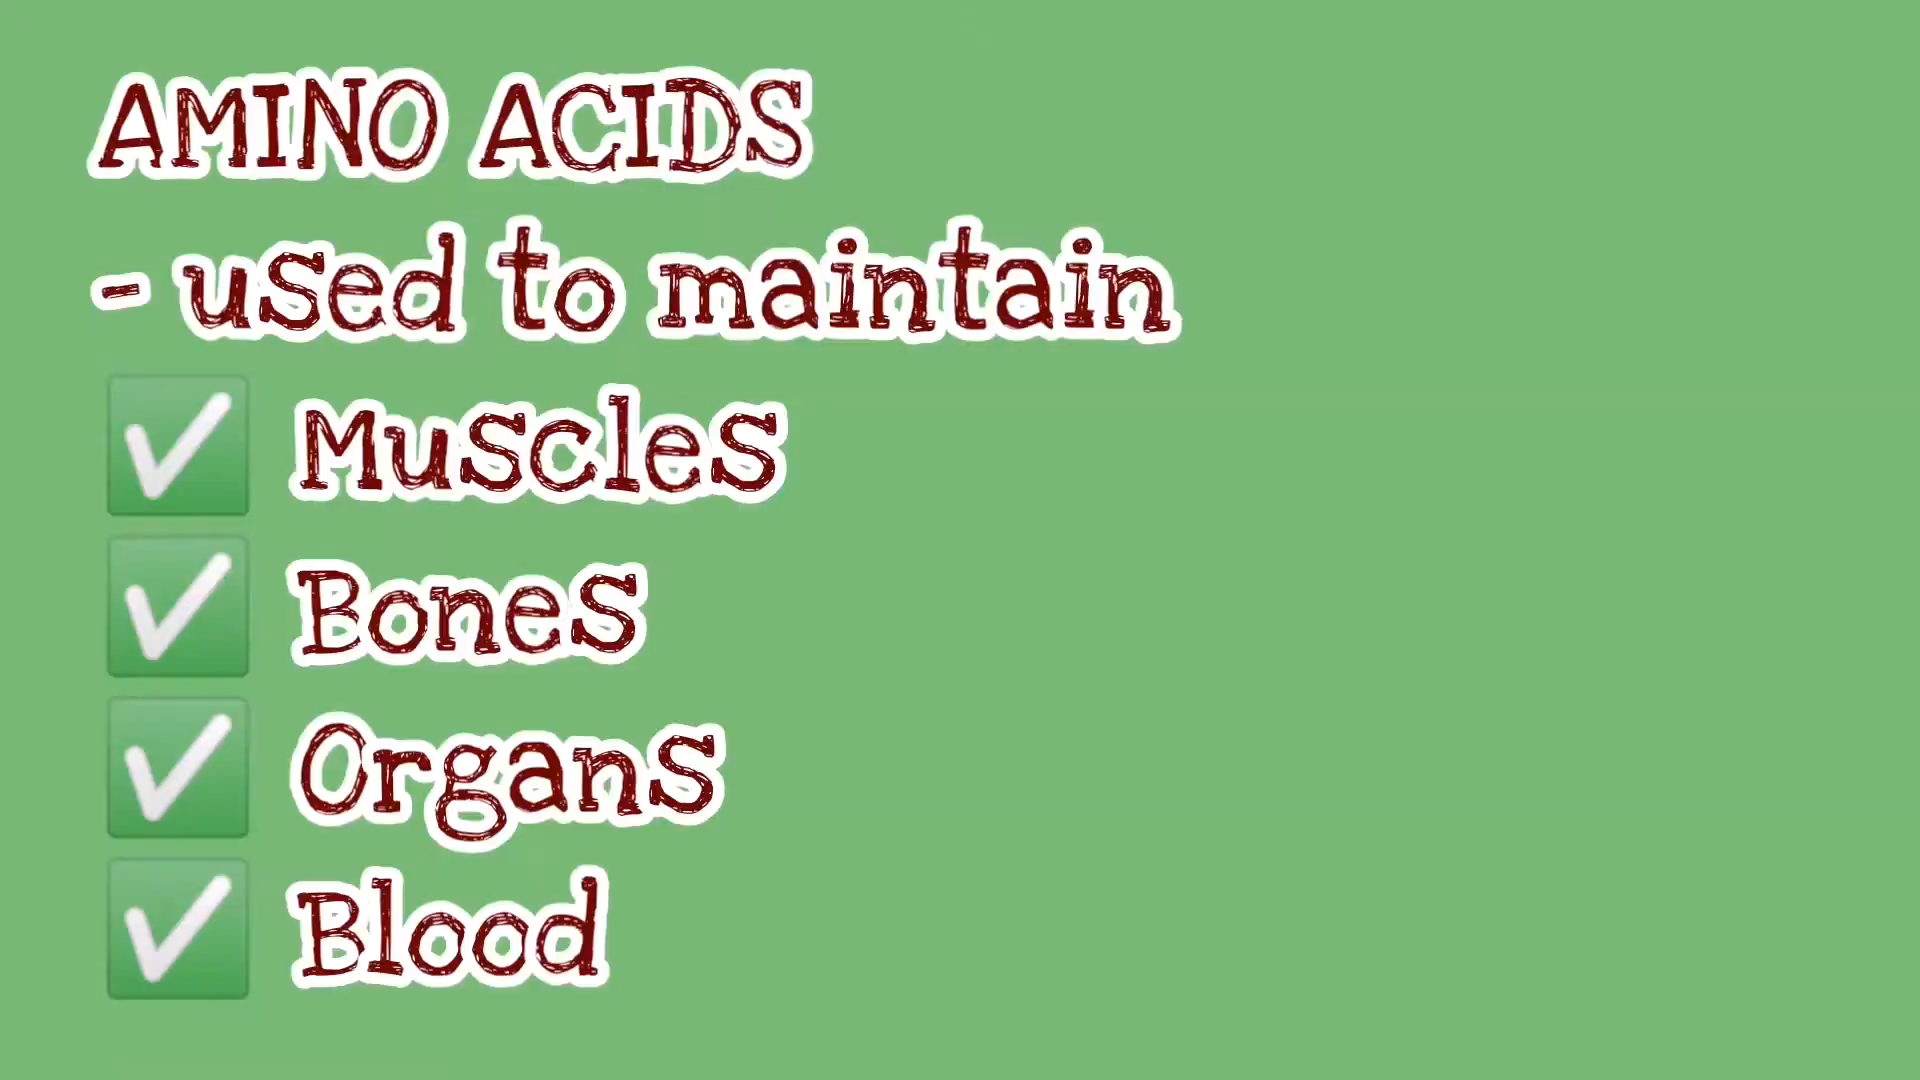 AMINO ACIDS
- used to maintain
✅ Muscles
✅ Bones
✅ Organs
✅ Blood